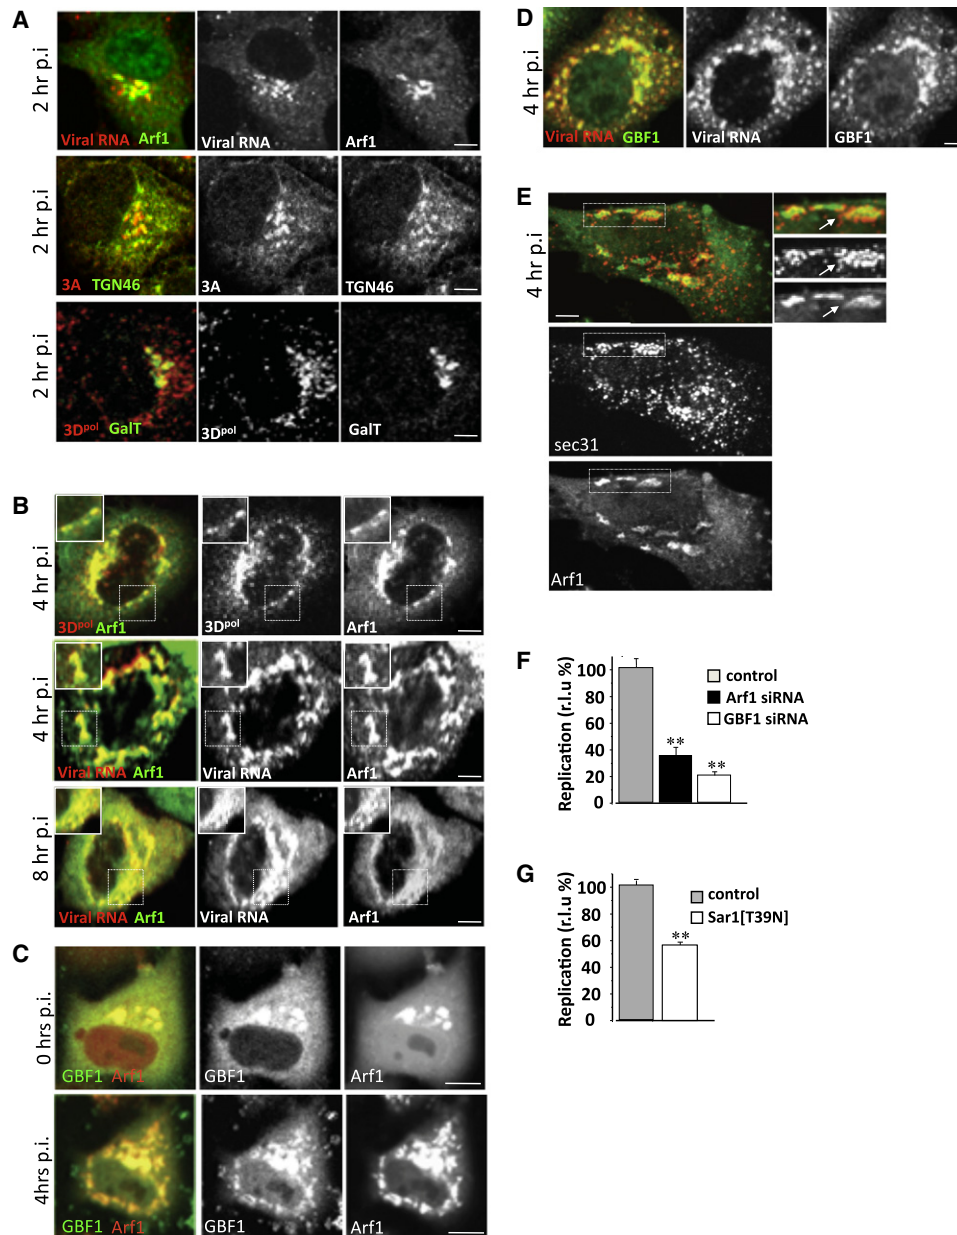 A
2 hr p.i
Viral RNA Arf1
Viral RNA
Arf1
2 hr p.i
3A TGN46
3A
TGN46
2 hr p.i
3Dpol GalT
3Dpol
GalT
B
4 hr p.i
3Dpol Arf1
3Dpol
Arf1
4 hr p.i
Viral RNA Arf1
Viral RNA
Arf1
8 hr p.i
Viral RNA Arf1
Viral RNA
Arf1
C
0 hrs p.i.
GBF1 Arf1
GBF1
Arf1
4hrs p.i.
GBF1 Arf1
GBF1
Arf1
D
4 hr p.i
Viral RNA GBF1
Viral RNA
GBF1
E
4 hr p.i
sec31
Arf1
F
Replication (r.l.u %)
100
80
60
40
20
0
**
**
control
Arf1 siRNA
GBF1 siRNA
G
Replication (r.l.u %)
100
80
60
40
20
0
**
control
Sar1[T39N]